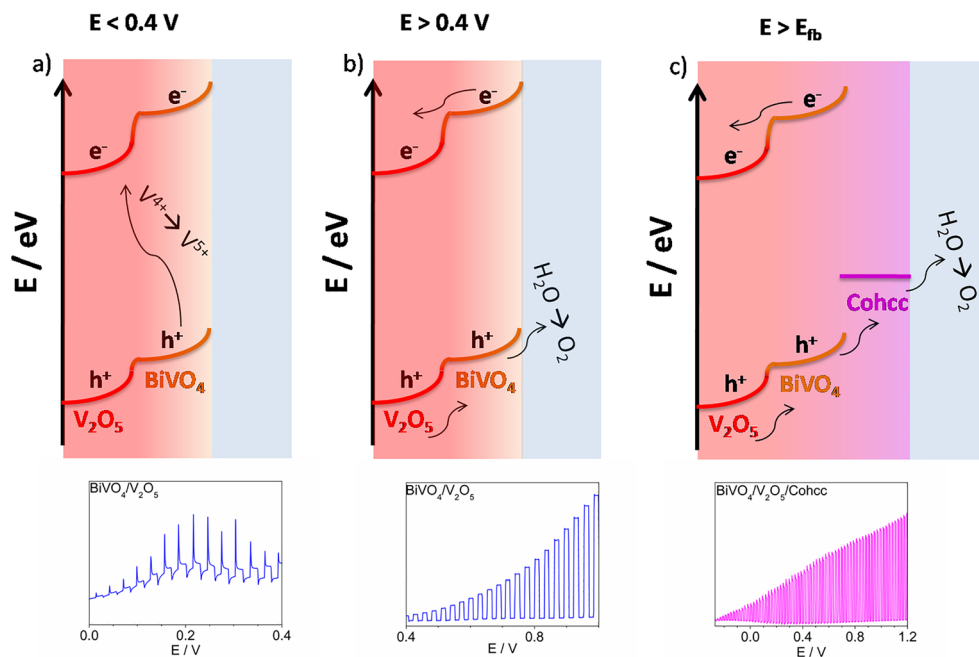 E < 0.4 V
E > 0.4 V
E > E_fb
a)
b)
c)
E / eV
e⁻
e⁻
V⁴⁺ → V⁵⁺
h⁺
h⁺
BiVO₄
V₂O₅
E / eV
e⁻
e⁻
H₂O → O₂
h⁺
h⁺
BiVO₄
V₂O₅
E / eV
e⁻
e⁻
H₂O → O₂
Cohcc
h⁺
h⁺
BiVO₄
V₂O₅
BiVO₄/V₂O₅
0.0 0.2 0.4
E / V
BiVO₄/V₂O₅
0.4 0.8
E / V
BiVO₄/V₂O₅/Cohcc
0.0 0.4 0.8 1.2
E / V